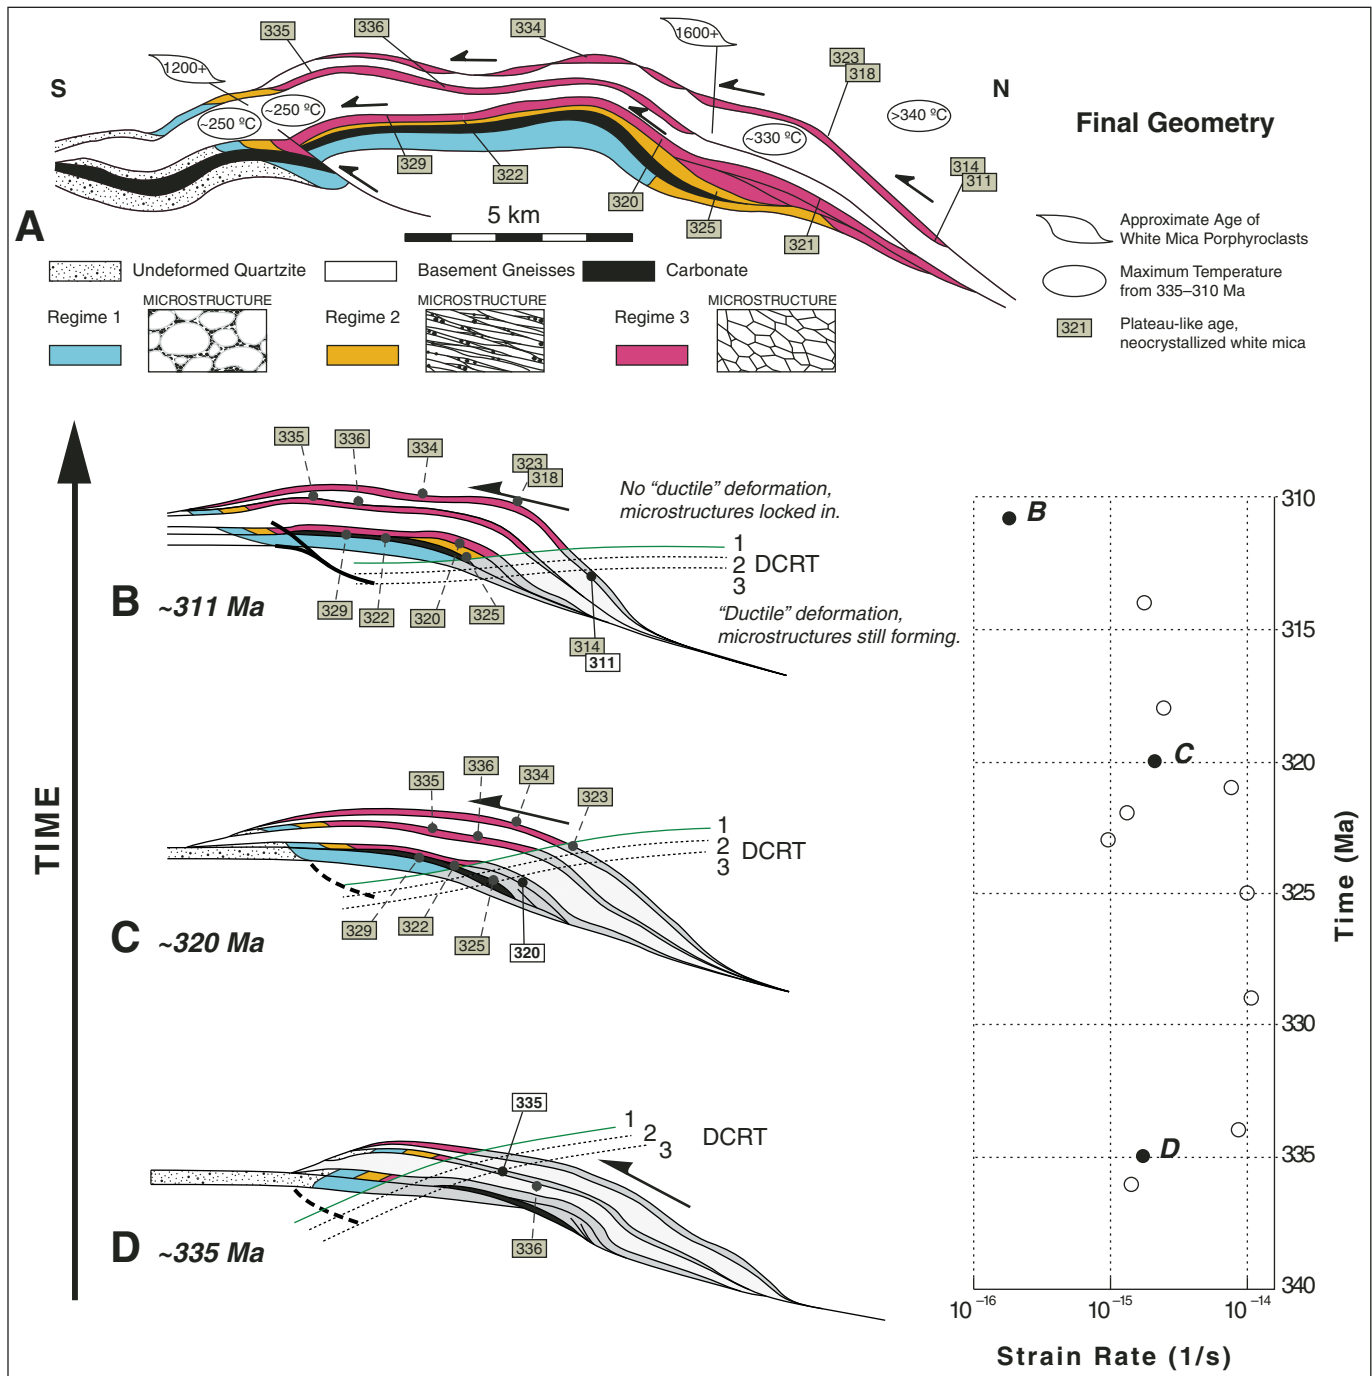 335
336
334
1600+
323
318
1200+
S
N
~250 ºC
~250 ºC
~330 ºC
>340 ºC
Final Geometry
329
322
320
325
321
314
311
A
5 km
Undeformed Quartzite
Basement Gneisses
Carbonate
Regime 1
MICROSTRUCTURE
Regime 2
MICROSTRUCTURE
Regime 3
MICROSTRUCTURE
Approximate Age of
White Mica Porphyroclasts
Maximum Temperature
from 335–310 Ma
321
Plateau-like age,
neocrystallized white mica
TIME
335
336
334
323
318
No “ductile” deformation,
microstructures locked in.
1
2 DCRT
3
“Ductile” deformation,
microstructures still forming.
B ~311 Ma
329
322
320
325
314
311
335
336
334
323
1
2 DCRT
3
C ~320 Ma
329
322
325
320
335
1
2 DCRT
3
D ~335 Ma
336
B
C
D
310
315
320
325
330
335
340
Time (Ma)
10–16
10–15
10–14
Strain Rate (1/s)